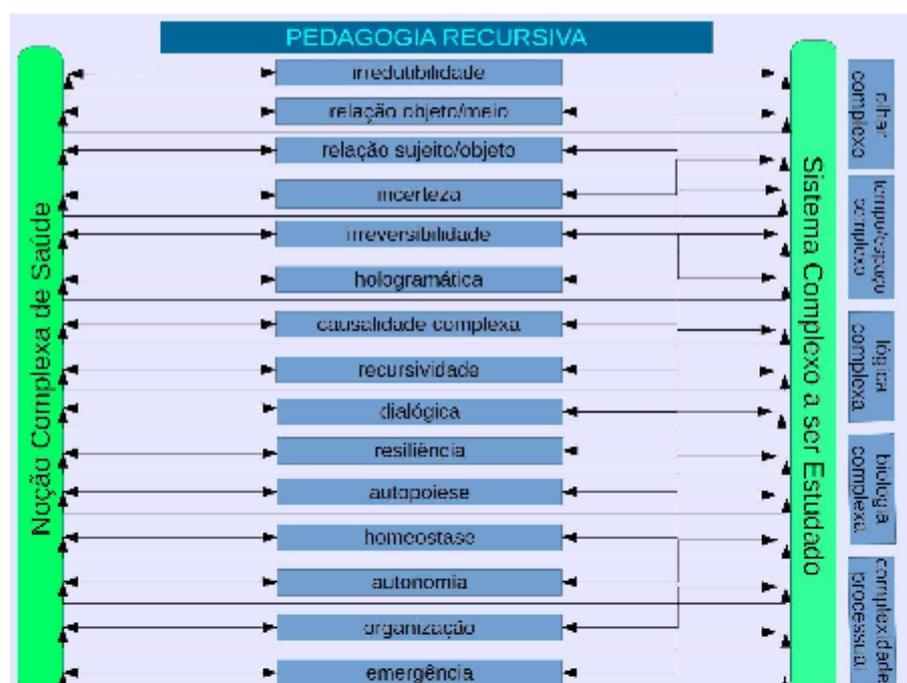 PEDAGOGIA RECURSIVA
Noção Complexa de Saúde
irredutibilidade
relação objeto/meio
relação sujeito/objeto
incerteza
irreversibilidade
hologramática
causalidade complexa
recursividade
dialógica
resiliência
autopoiese
homeostase
autonomia
organização
emergência
Sistema Complexo a ser Estudado
olhar
complexo
tempo/espaço
complexo
lógica
complexa
biologia
complexa
complexidade
processual